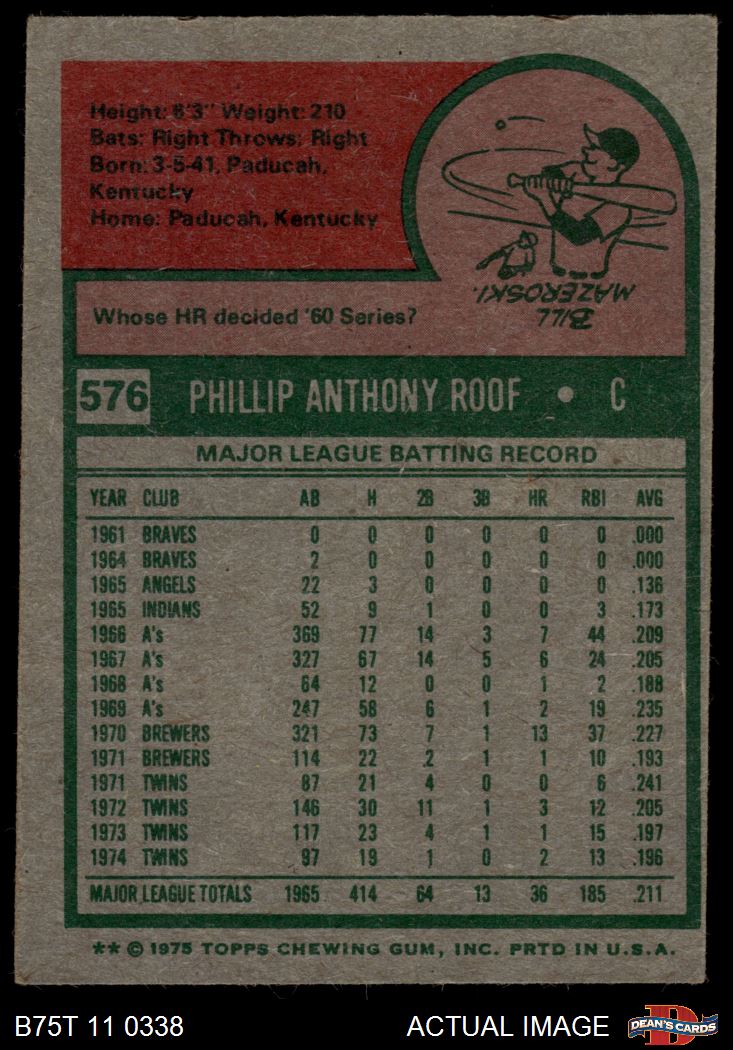 Height: 6'3" Weight: 210
Bats: Right Throws: Right
Born: 3-5-41, Paducah,
Kentucky
Home: Paducah, Kentucky
BILL
MAZEROSKI.
Whose HR decided '60 Series?
576 PHILLIP ANTHONY ROOF • C
MAJOR LEAGUE BATTING RECORD
YEAR CLUB AB H 2B 3B HR RBI AVG
1961 BRAVES 0 0 0 0 0 0 .000
1964 BRAVES 2 0 0 0 0 0 .000
1965 ANGELS 22 3 0 0 0 0 .136
1965 INDIANS 52 9 1 0 0 3 .173
1966 A's 369 77 14 3 7 44 .209
1967 A's 327 67 14 5 6 24 .205
1968 A's 64 12 0 0 1 2 .188
1969 A's 247 58 6 1 2 19 .235
1970 BREWERS 321 73 7 1 13 37 .227
1971 BREWERS 114 22 2 1 1 10 .193
1971 TWINS 87 21 4 0 0 6 .241
1972 TWINS 146 30 11 1 3 12 .205
1973 TWINS 117 23 4 1 1 15 .197
1974 TWINS 97 19 1 0 2 13 .196
MAJOR LEAGUE TOTALS 1965 414 64 13 36 185 .211
** © 1975 TOPPS CHEWING GUM, INC. PRTD IN U.S.A.
B75T 11 0338 ACTUAL IMAGE DEAN'S CARDS